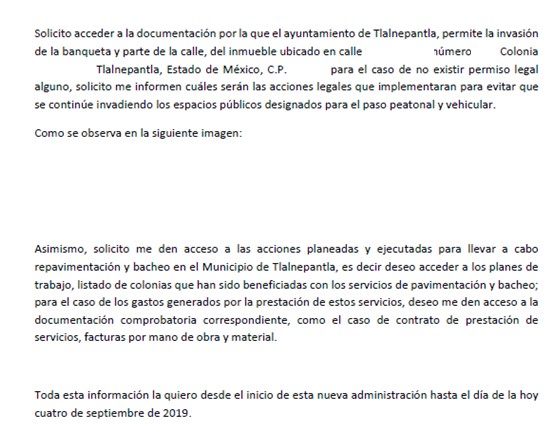 Solicito acceder a la documentación por la que el ayuntamiento de Tlalnepantla, permite la invasión
de la banqueta y parte de la calle, del inmueble ubicado en calle número Colonia
Tlalnepantla, Estado de México, C.P. para el caso de no existir permiso legal
alguno, solicito me informen cuáles serán las acciones legales que implementaran para evitar que
se continúe invadiendo los espacios públicos designados para el paso peatonal y vehicular.
Como se observa en la siguiente imagen:
Asimismo, solicito me den acceso a las acciones planeadas y ejecutadas para llevar a cabo
repavimentación y bacheo en el Municipio de Tlalnepantla, es decir deseo acceder a los planes de
trabajo, listado de colonias que han sido beneficiadas con los servicios de pavimentación y bacheo;
para el caso de los gastos generados por la prestación de estos servicios, deseo me den acceso a la
documentación comprobatoria correspondiente, como el caso de contrato de prestación de
servicios, facturas por mano de obra y material.
Toda esta información la quiero desde el inicio de esta nueva administración hasta el día de la hoy
cuatro de septiembre de 2019.